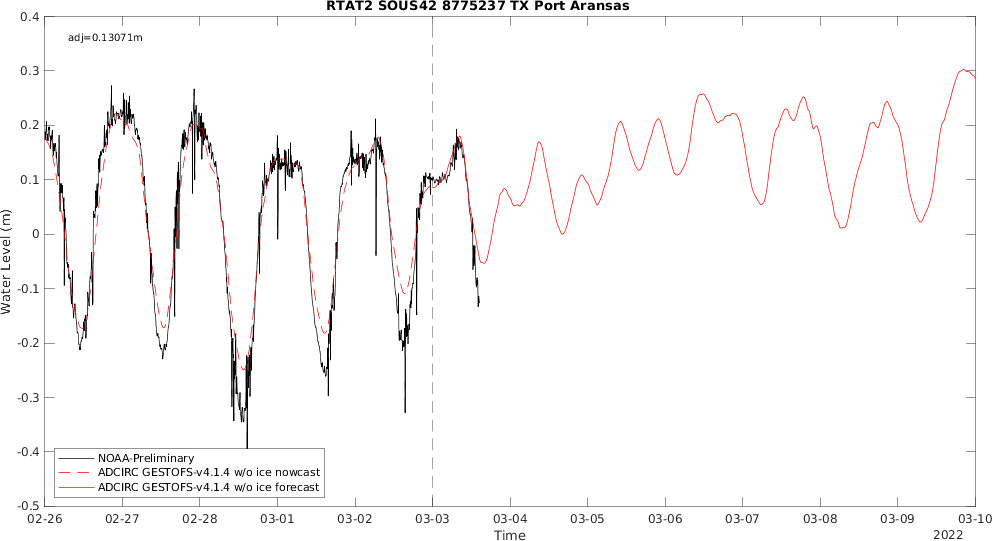 RTAT2 SOUS42 8775237 TX Port Aransas
adj=0.13071m
0.4
0.3
0.2
0.1
0
-0.1
-0.2
-0.3
-0.4
-0.5
Water Level (m)
NOAA-Preliminary
ADCIRC GESTOFS-v4.1.4 w/o ice nowcast
ADCIRC GESTOFS-v4.1.4 w/o ice forecast
02-26 02-27 02-28 03-01 03-02 03-03 03-04 03-05 03-06 03-07 03-08 03-09 03-10
Time
2022